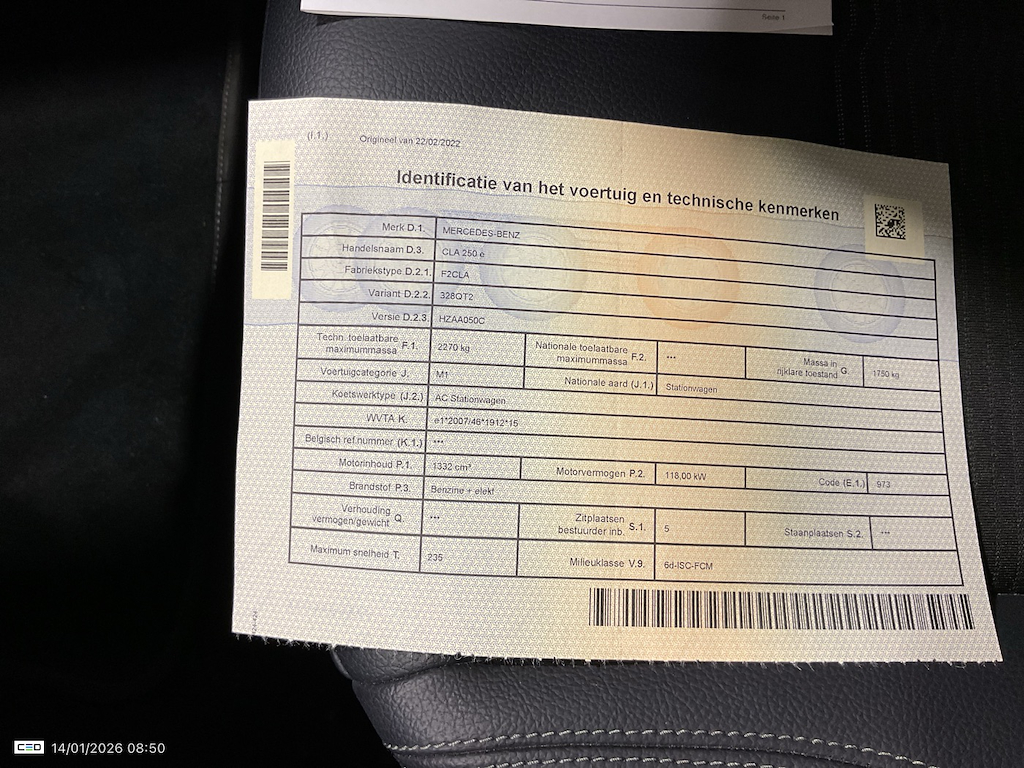 Seite 1
(I.1.) Origineel van 22/02/2022
Identificatie van het voertuig en technische kenmerken
Merk D.1. MERCEDES-BENZ
Handelsnaam D.3. CLA 250 e
Fabriekstype D.2.1. F2CLA
Variant D.2.2. 328QT2
Versie D.2.3. HZAA050C
Techn. toelaatbare maximummassa F.1. 2270 kg Nationale toelaatbare maximummassa F.2. *** Massa in rijklare toestand G. 1750 kg
Voertuigcategorie J. M1 Nationale aard (J.1.) Stationwagen
Koetswerktype (J.2.) AC Stationwagen
WVTA K. e1*2007/46*1912*15
Belgisch ref.nummer (K.1.) ***
Motorinhoud P.1. 1332 cm³ Motorvermogen P.2. 118,00 kW Code (E.1.) 973
Brandstof P.3. Benzine + elekt
Verhouding vermogen/gewicht Q. *** Zitplaatsen bestuurder inb. S.1. 5 Staanplaatsen S.2. ***
Maximum snelheid T. 235 Milieuklasse V.9. 6d-ISC-FCM
CEO 14/01/2026 08:50